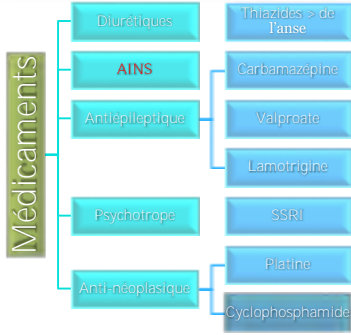 Médicaments
Diurétiques
Thiazides > de
l'anse
AINS
Antiépileptique
Carbamazépine
Valproate
Lamotrigine
Psychotrope
SSRI
Anti-néoplasique
Platine
Cyclophosphamide